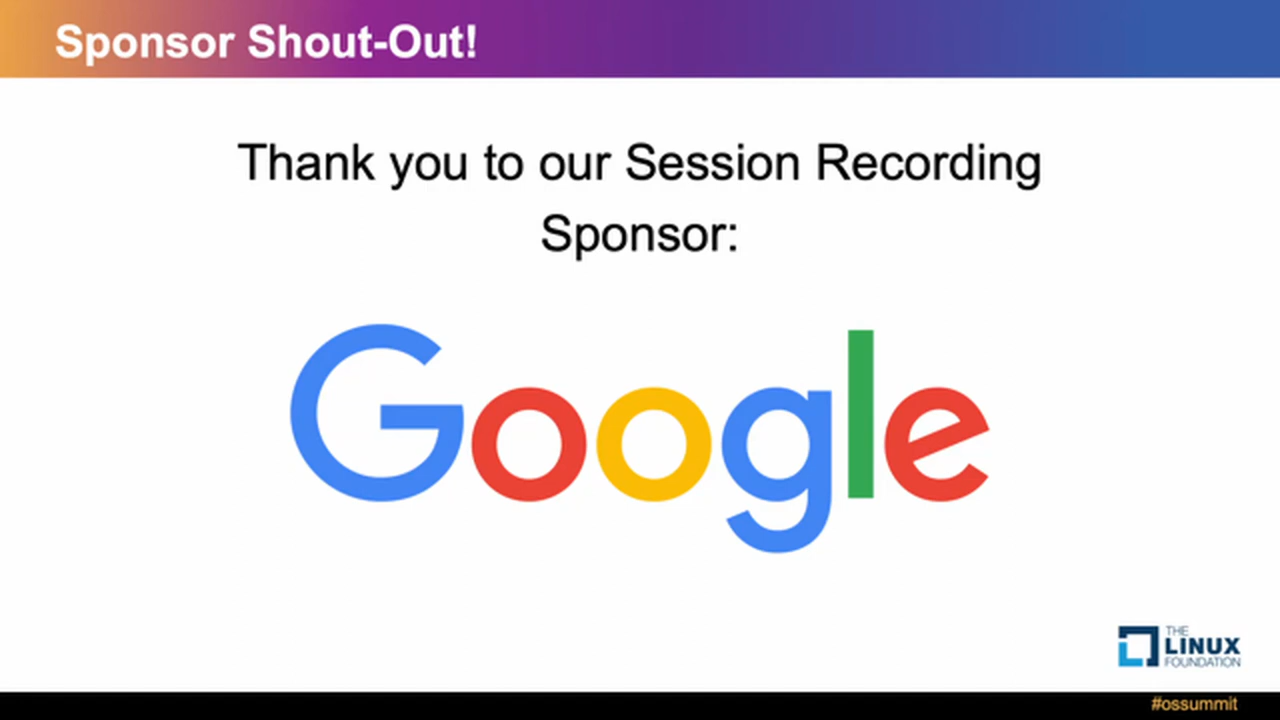 Sponsor Shout-Out!
Thank you to our Session Recording
Sponsor:
Google
THE
LINUX
FOUNDATION
#ossummit